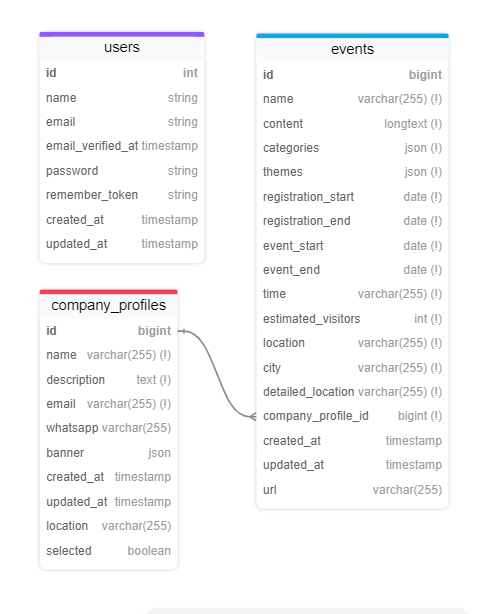 users
id int
name string
email string
email_verified_at timestamp
password string
remember_token string
created_at timestamp
updated_at timestamp
events
id bigint
name varchar(255) (!)
content longtext (!)
categories json (!)
themes json (!)
registration_start date (!)
registration_end date (!)
event_start date (!)
event_end date (!)
time varchar(255) (!)
estimated_visitors int (!)
location varchar(255) (!)
city varchar(255) (!)
detailed_location varchar(255) (!)
company_profile_id bigint (!)
created_at timestamp
updated_at timestamp
url varchar(255)
company_profiles
id bigint
name varchar(255) (!)
description text (!)
email varchar(255) (!)
whatsapp varchar(255)
banner json
created_at timestamp
updated_at timestamp
location varchar(255)
selected boolean